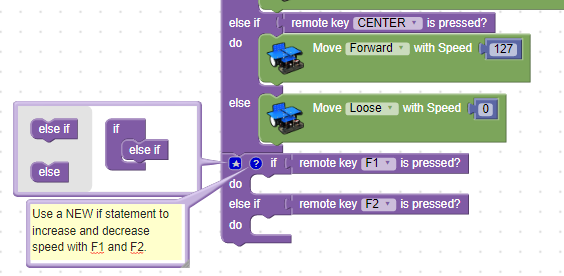 else if remote key CENTER is pressed?
do Move Forward with Speed 127
else Move Loose with Speed 0
else if if
else if
else
? if remote key F1 is pressed?
do
else if remote key F2 is pressed?
do
Use a NEW if statement to
increase and decrease
speed with F1 and F2.